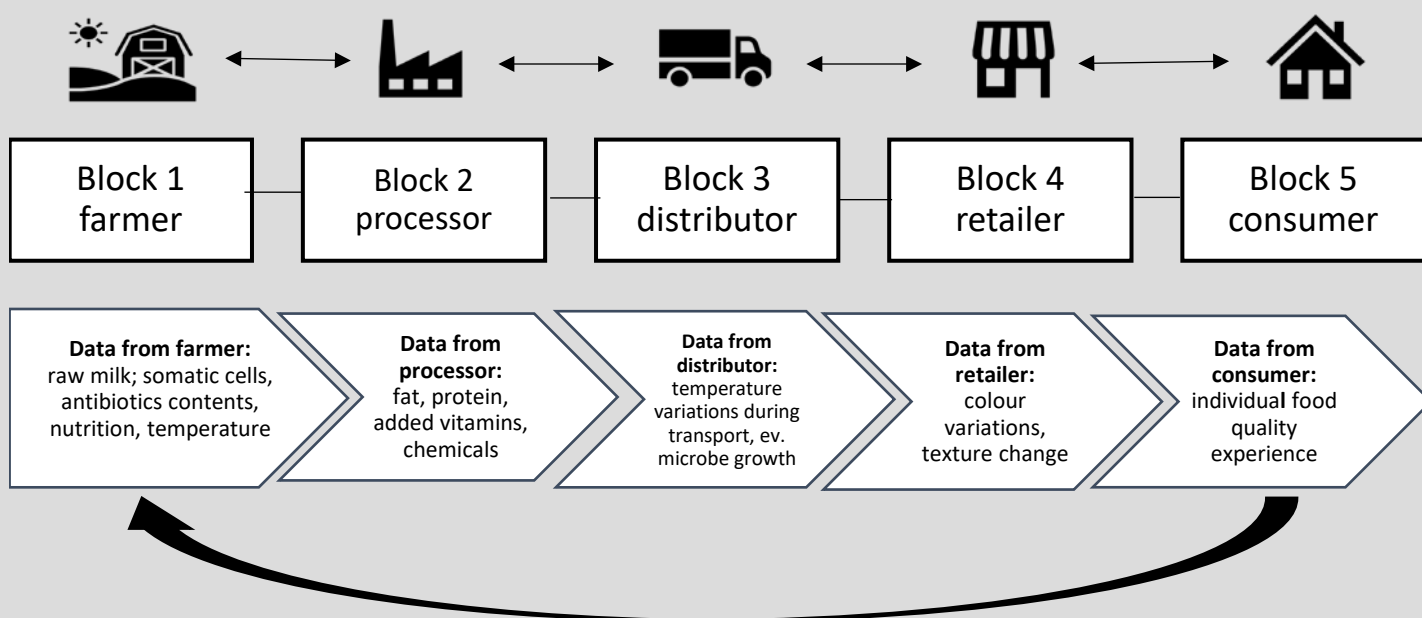 Block 1
farmer
Block 2
processor
Block 3
distributor
Block 4
retailer
Block 5
consumer
Data from farmer:
raw milk; somatic cells,
antibiotics contents,
nutrition, temperature
Data from
processor:
fat, protein,
added vitamins,
chemicals
Data from
distributor:
temperature
variations during
transport, ev.
microbe growth
Data from
retailer:
colour
variations,
texture change
Data from
consumer:
individual food
quality
experience